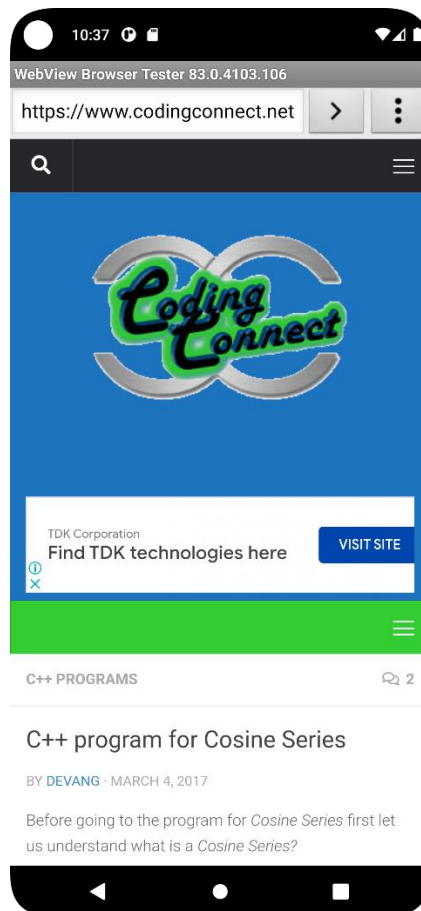 10:37
WebView Browser Tester 83.0.4103.106
https://www.codingconnect.net
Coding
Connect
TDK Corporation
Find TDK technologies here
VISIT SITE
C++ PROGRAMS
2
C++ program for Cosine Series
BY DEVANG · MARCH 4, 2017
Before going to the program for Cosine Series first let
us understand what is a Cosine Series?